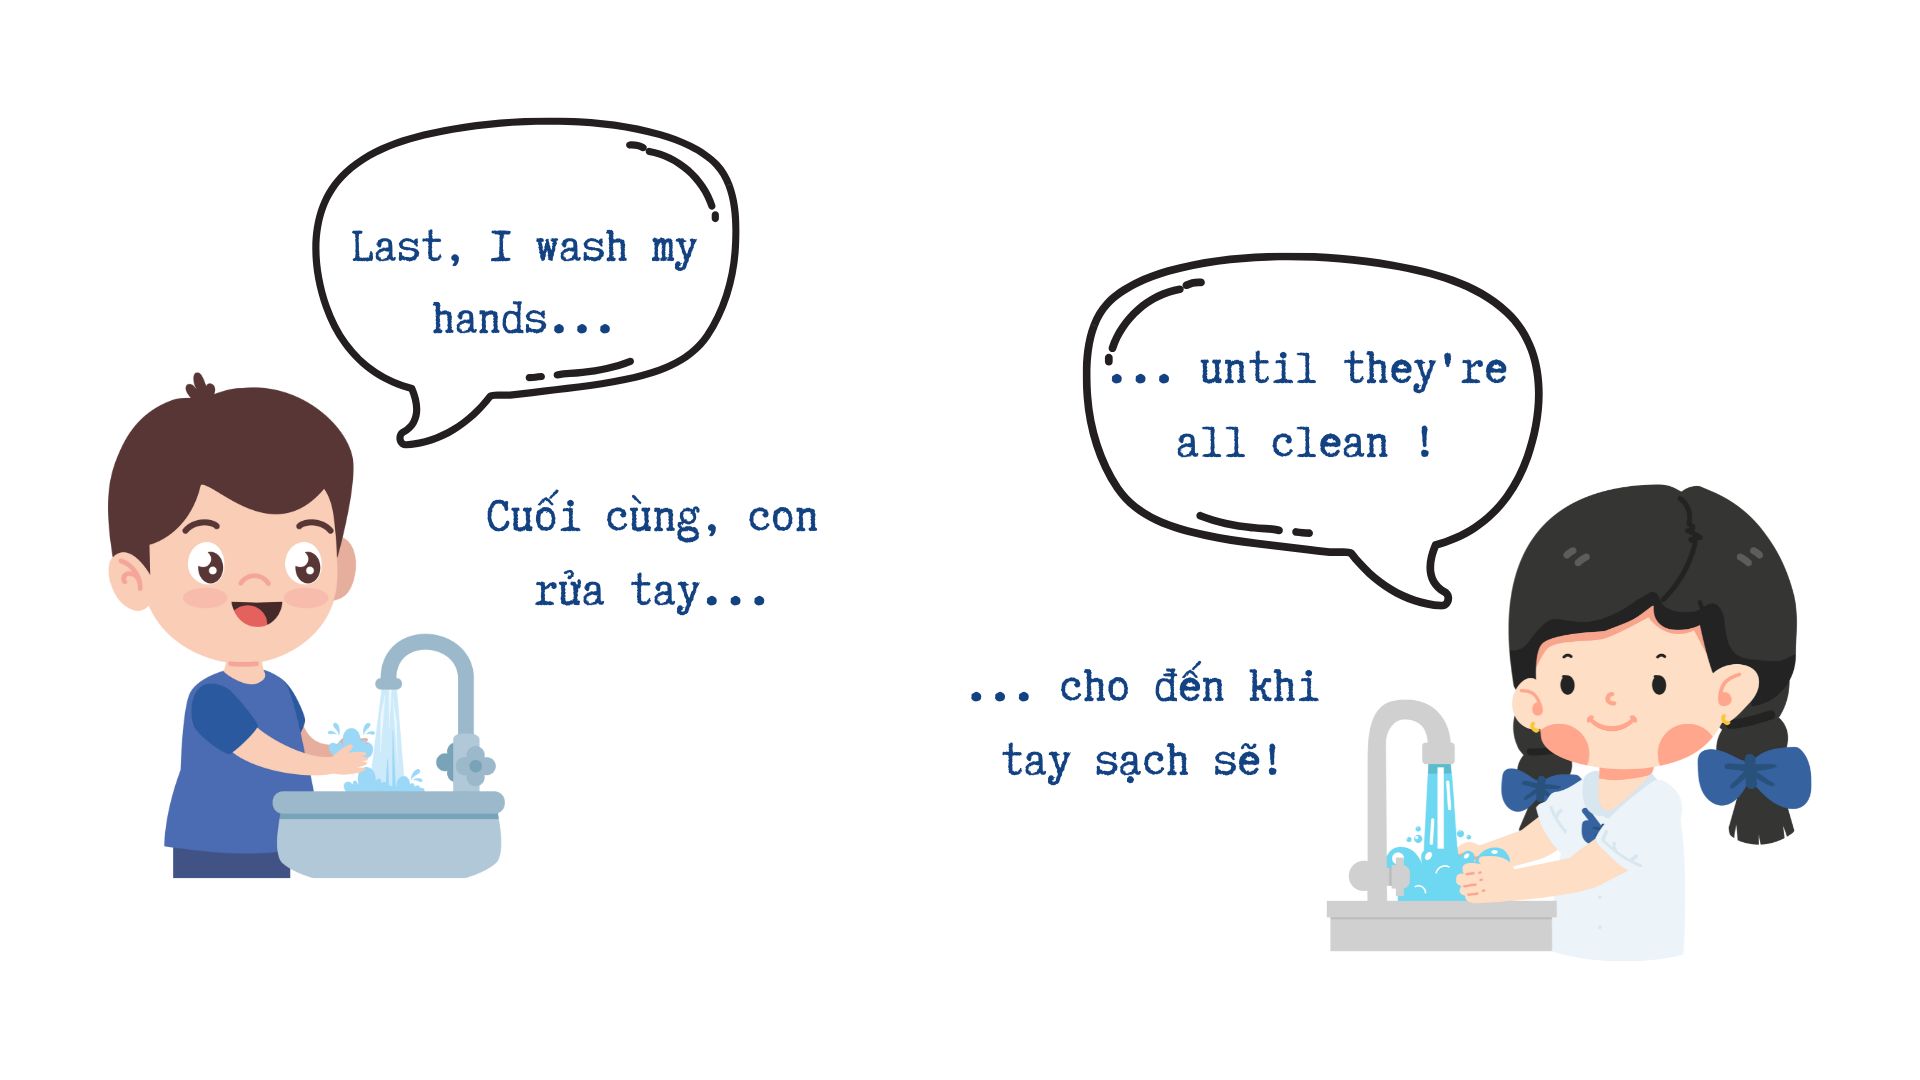 Last, I wash my
hands...
Cuối cùng, con
rửa tay...
... until they're
all clean !
... cho đến khi
tay sạch sẽ!